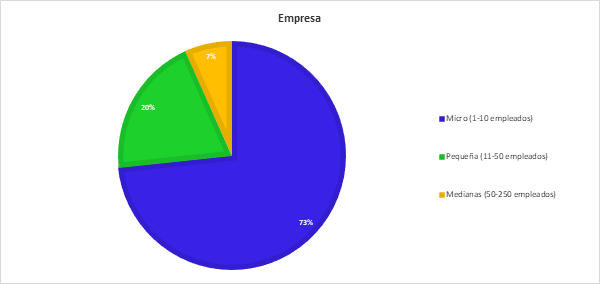 Empresa
7%
20%
73%
Micro (1-10 empleados)
Pequeña (11-50 empleados)
Medianas (50-250 empleados)